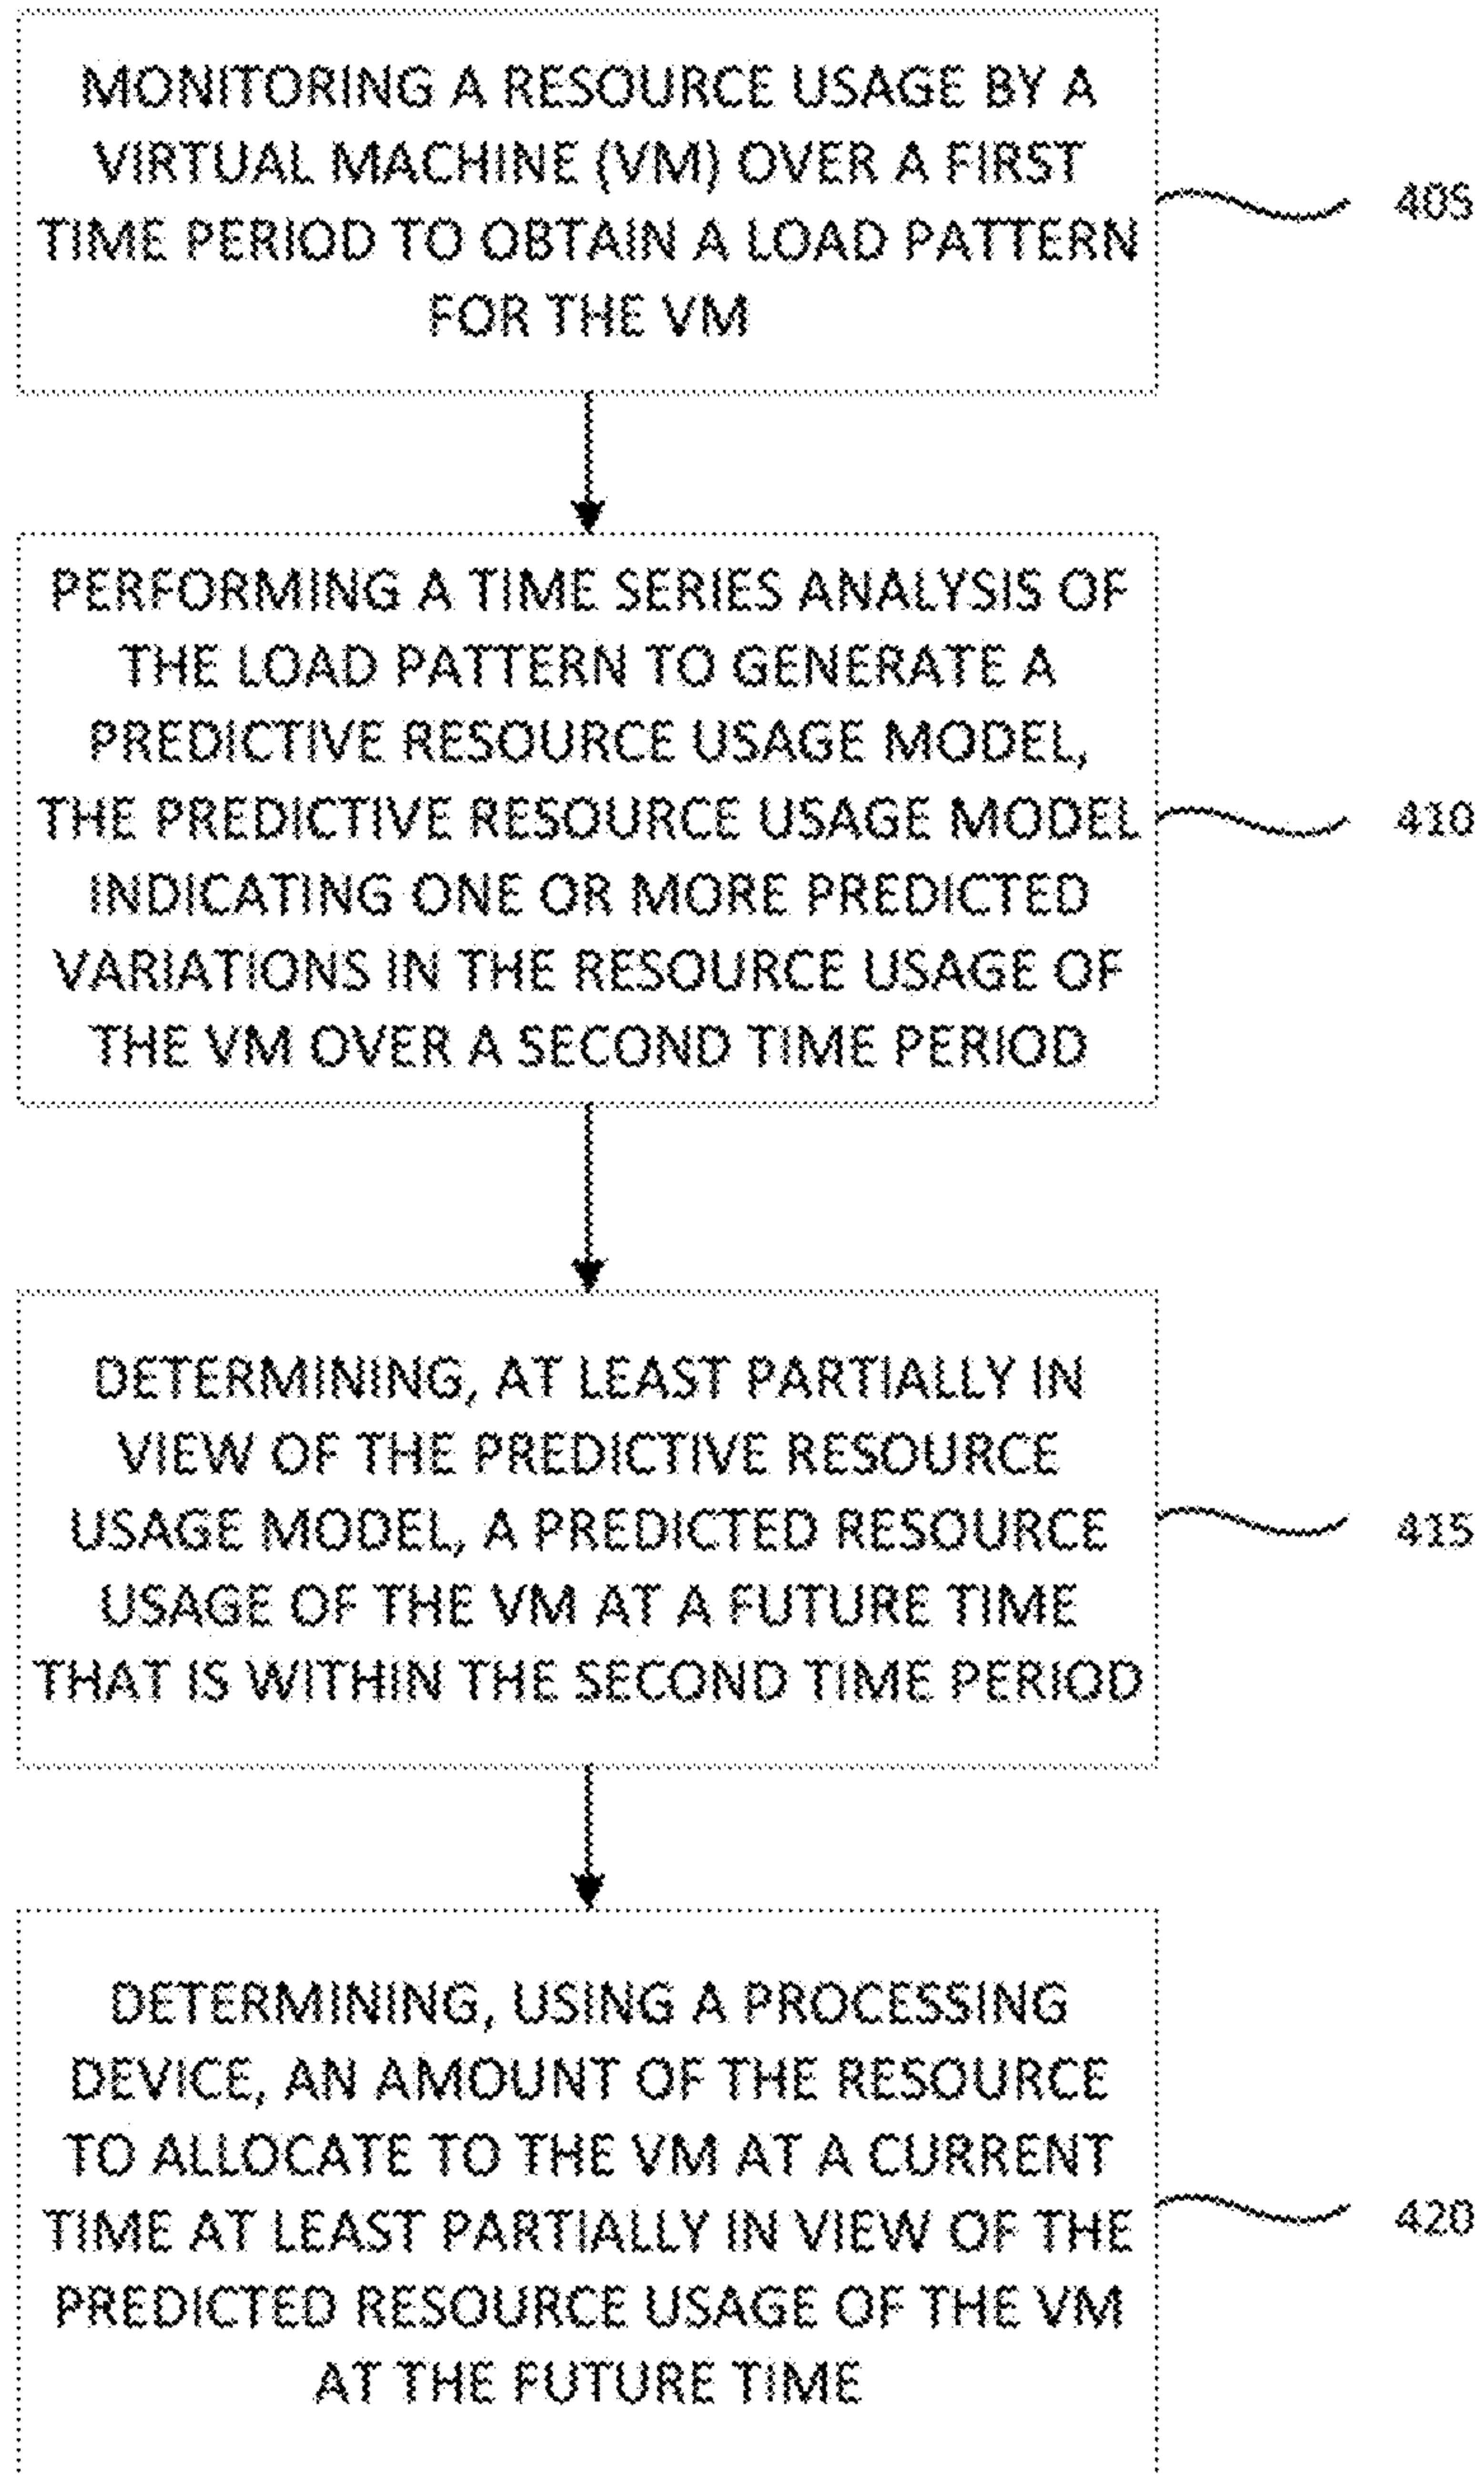 MONITORING A RESOURCE USAGE BY A
VIRTUAL MACHINE (VM) OVER A FIRST
TIME PERIOD TO OBTAIN A LOAD PATTERN
FOR THE VM
405
PERFORMING A TIME SERIES ANALYSIS OF
THE LOAD PATTERN TO GENERATE A
PREDICTIVE RESOURCE USAGE MODEL,
THE PREDICTIVE RESOURCE USAGE MODEL
INDICATING ONE OR MORE PREDICTED
VARIATIONS IN THE RESOURCE USAGE OF
THE VM OVER A SECOND TIME PERIOD
410
DETERMINING, AT LEAST PARTIALLY IN
VIEW OF THE PREDICTIVE RESOURCE
USAGE MODEL, A PREDICTED RESOURCE
USAGE OF THE VM AT A FUTURE TIME
THAT IS WITHIN THE SECOND TIME PERIOD
415
DETERMINING, USING A PROCESSING
DEVICE, AN AMOUNT OF THE RESOURCE
TO ALLOCATE TO THE VM AT A CURRENT
TIME AT LEAST PARTIALLY IN VIEW OF THE
PREDICTED RESOURCE USAGE OF THE VM
AT THE FUTURE TIME
420